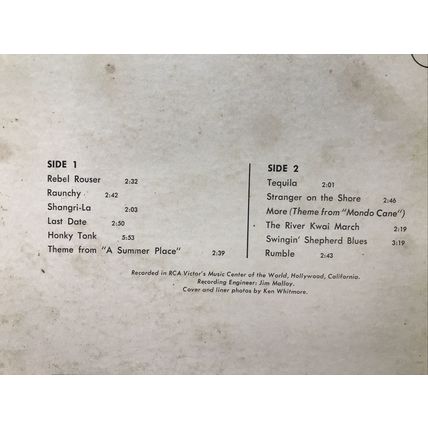 SIDE 1
Rebel Rouser 2:32
Raunchy 2:42
Shangri-La 2:03
Last Date 2:50
Honky Tonk 5:53
Theme from "A Summer Place" 2:39
SIDE 2
Tequila 2:01
Stranger on the Shore 2:46
More (Theme from "Mondo Cane")
The River Kwai March 2:19
Swingin' Shepherd Blues 3:19
Rumble 2:43
Recorded in RCA Victor's Music Center of the World, Hollywood, California.
Recording Engineer: Jim Malloy.
Cover and liner photos by Ken Whitmore.